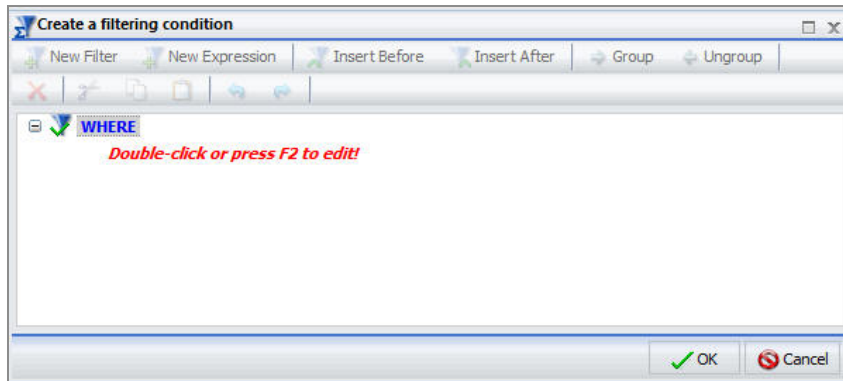 Create a filtering condition
New Filter New Expression Insert Before Insert After Group Ungroup
WHERE
Double-click or press F2 to edit!
OK Cancel